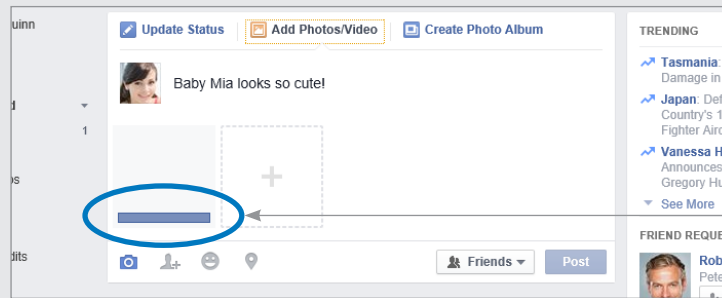 uinn
Update Status
Add Photos/Video
Create Photo Album
Baby Mia looks so cute!
1
dits
Friends
Post
TRENDING
Tasmania:
Damage in
Japan: Def
Country's 1
Fighter Airc
Vanessa H
Announces
Gregory Hu
See More
FRIEND REQUE
Rob
Pete